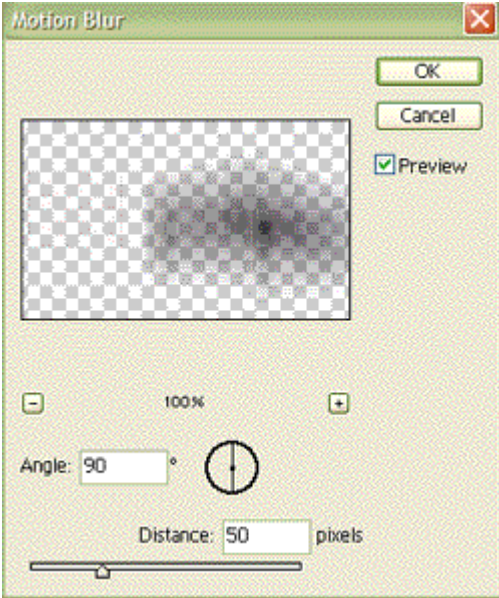 Motion Blur
OK
Cancel
Preview
- 100% +
Angle: 90 °
Distance: 50 pixels